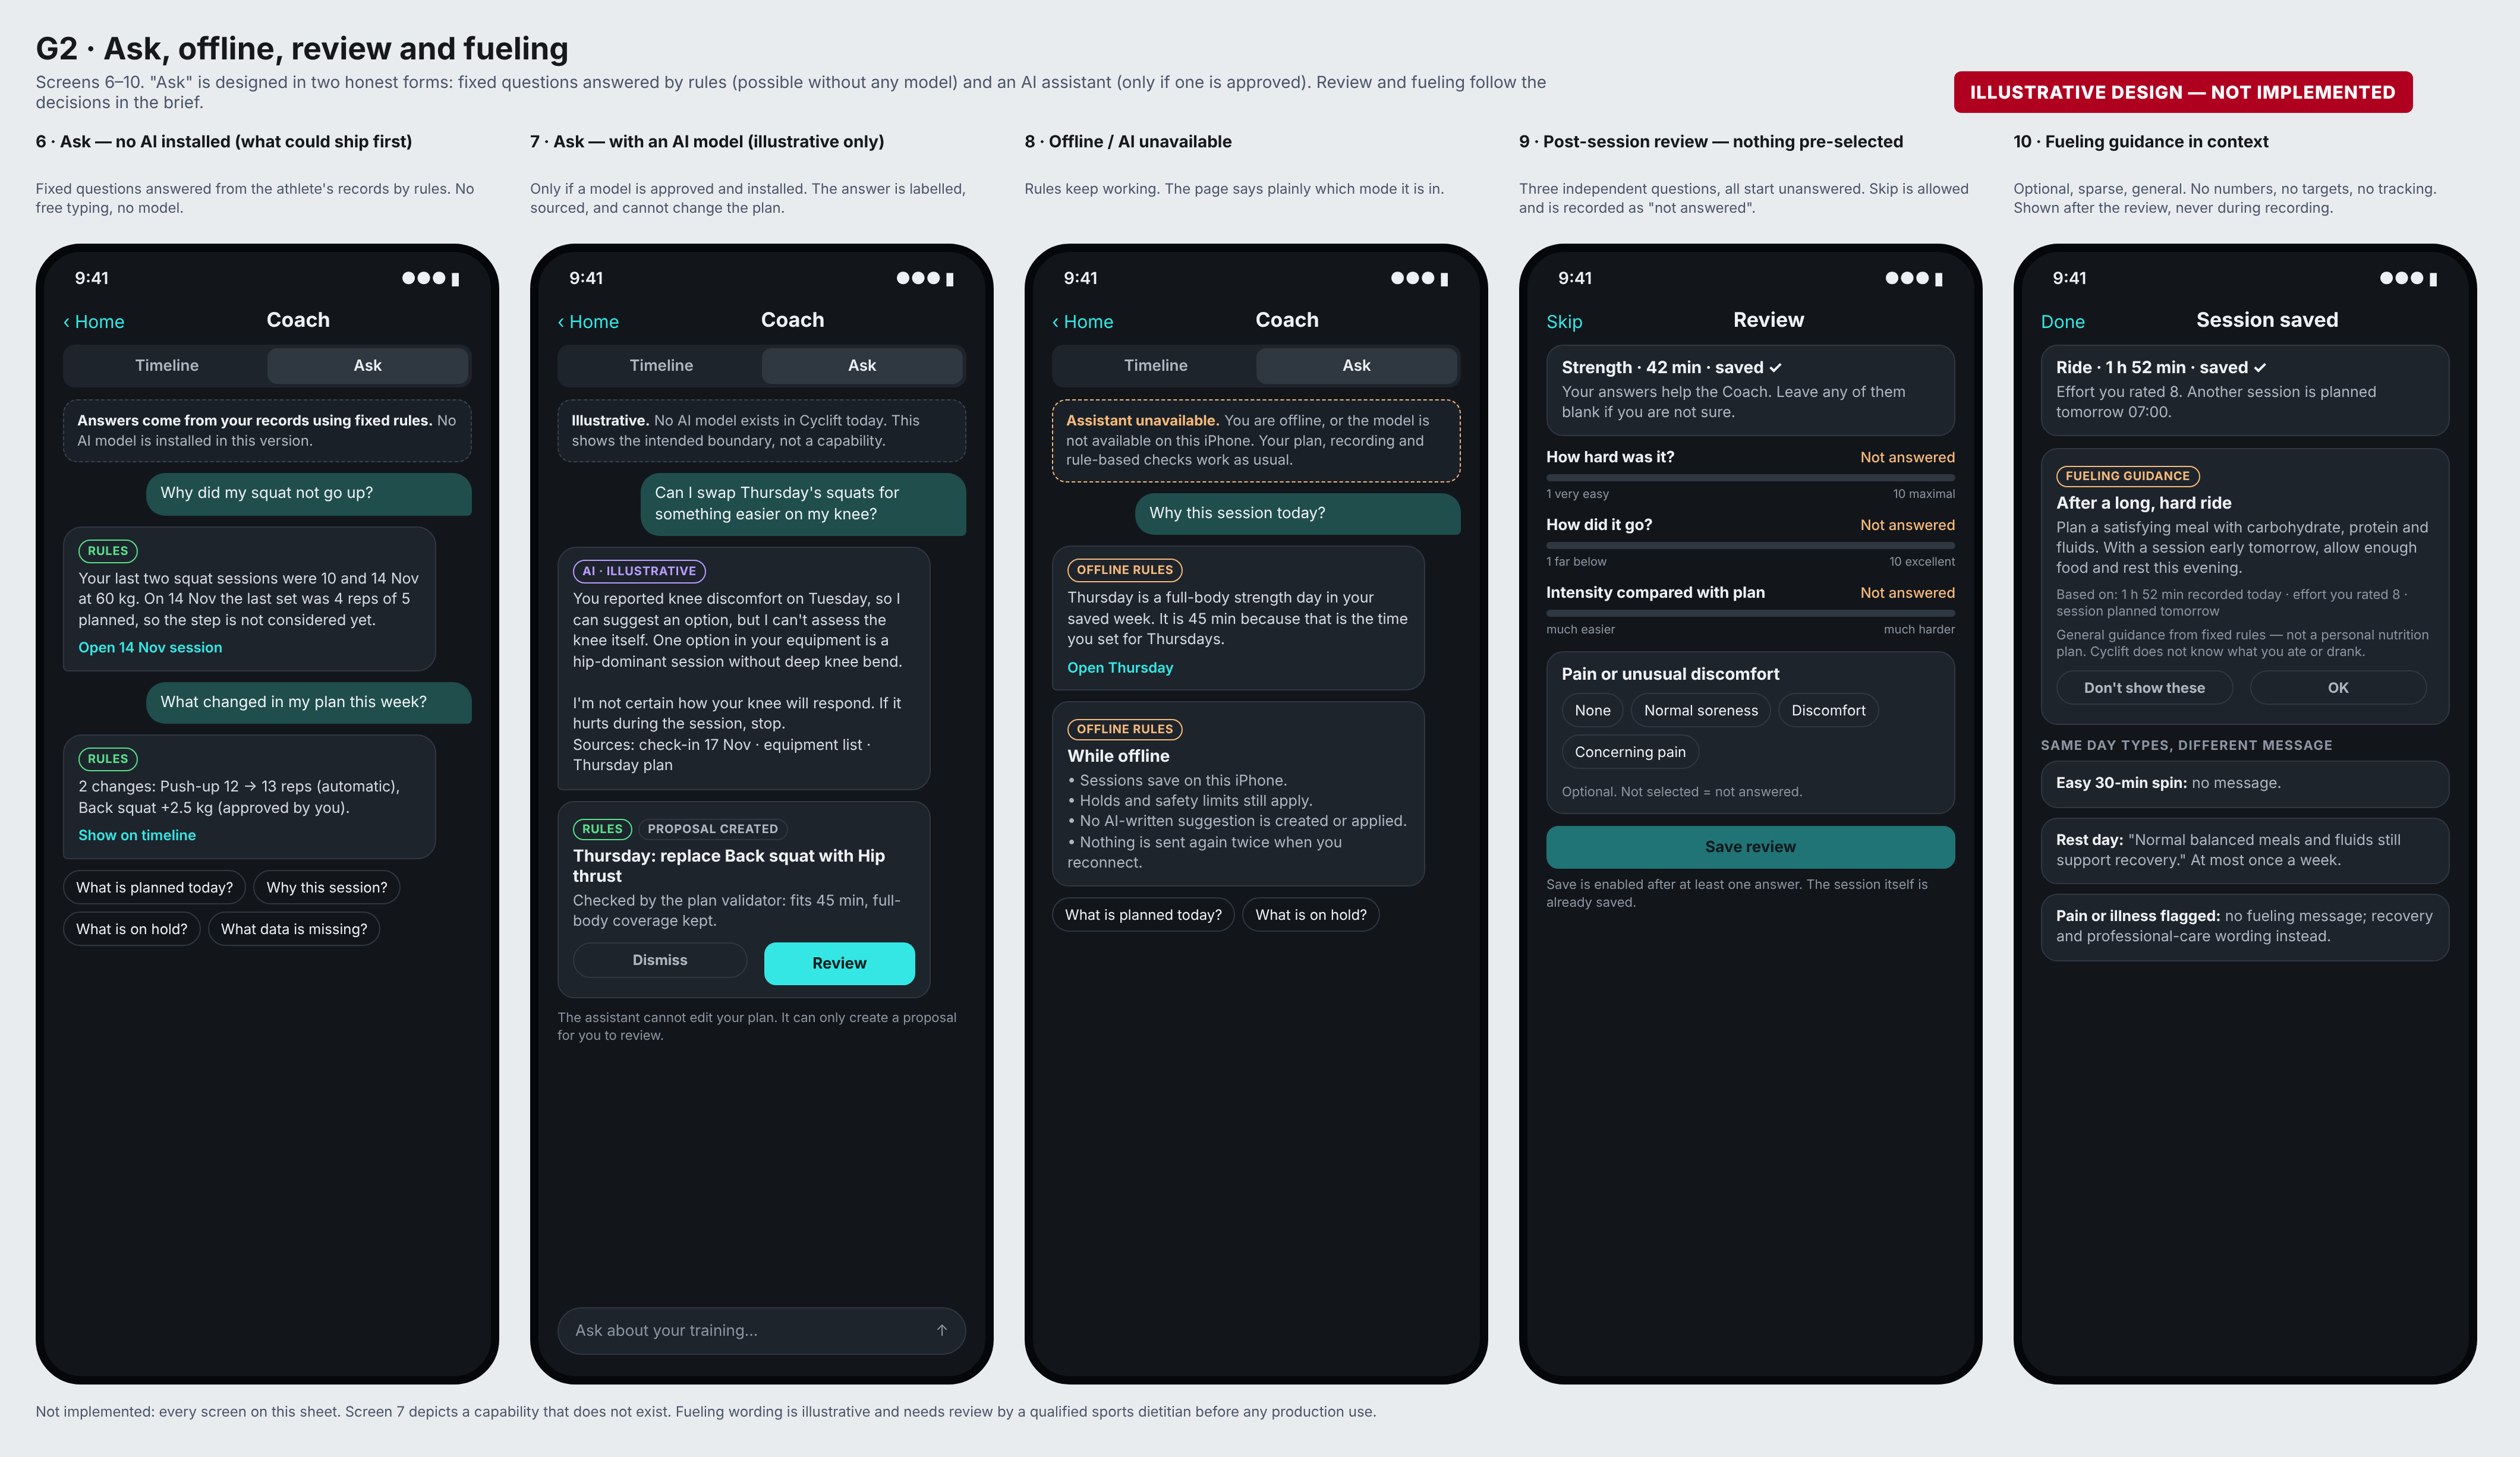 G2 · Ask, offline, review and fueling
Screens 6–10. "Ask" is designed in two honest forms: fixed questions answered by rules (possible without any model) and an AI assistant (only if one is approved). Review and fueling follow the
decisions in the brief.
ILLUSTRATIVE DESIGN — NOT IMPLEMENTED
6 · Ask — no AI installed (what could ship first)
Fixed questions answered from the athlete's records by rules. No
free typing, no model.
9:41
‹ Home
Coach
Timeline
Ask
Answers come from your records using fixed rules. No
AI model is installed in this version.
Why did my squat not go up?
RULES
Your last two squat sessions were 10 and 14 Nov
at 60 kg. On 14 Nov the last set was 4 reps of 5
planned, so the step is not considered yet.
Open 14 Nov session
What changed in my plan this week?
RULES
2 changes: Push-up 12 → 13 reps (automatic),
Back squat +2.5 kg (approved by you).
Show on timeline
What is planned today?
Why this session?
What is on hold?
What data is missing?
7 · Ask — with an AI model (illustrative only)
Only if a model is approved and installed. The answer is labelled,
sourced, and cannot change the plan.
9:41
‹ Home
Coach
Timeline
Ask
Illustrative. No AI model exists in Cyclift today. This
shows the intended boundary, not a capability.
Can I swap Thursday's squats for
something easier on my knee?
AI · ILLUSTRATIVE
You reported knee discomfort on Tuesday, so I
can suggest an option, but I can't assess the
knee itself. One option in your equipment is a
hip-dominant session without deep knee bend.
I'm not certain how your knee will respond. If it
hurts during the session, stop.
Sources: check-in 17 Nov · equipment list ·
Thursday plan
RULES
PROPOSAL CREATED
Thursday: replace Back squat with Hip
thrust
Checked by the plan validator: fits 45 min, full-
body coverage kept.
Dismiss
Review
The assistant cannot edit your plan. It can only create a proposal
for you to review.
Ask about your training...
↑
8 · Offline / AI unavailable
Rules keep working. The page says plainly which mode it is in.
9:41
‹ Home
Coach
Timeline
Ask
Assistant unavailable. You are offline, or the model is
not available on this iPhone. Your plan, recording and
rule-based checks work as usual.
Why this session today?
OFFLINE RULES
Thursday is a full-body strength day in your
saved week. It is 45 min because that is the time
you set for Thursdays.
Open Thursday
OFFLINE RULES
While offline
• Sessions save on this iPhone.
• Holds and safety limits still apply.
• No AI-written suggestion is created or applied.
• Nothing is sent again twice when you
reconnect.
What is planned today?
What is on hold?
9 · Post-session review — nothing pre-selected
Three independent questions, all start unanswered. Skip is allowed
and is recorded as "not answered".
9:41
Skip
Review
Strength · 42 min · saved ✓
Your answers help the Coach. Leave any of them
blank if you are not sure.
How hard was it?
Not answered
1 very easy
10 maximal
How did it go?
Not answered
1 far below
10 excellent
Intensity compared with plan
Not answered
much easier
much harder
Pain or unusual discomfort
None
Normal soreness
Discomfort
Concerning pain
Optional. Not selected = not answered.
Save review
Save is enabled after at least one answer. The session itself is
already saved.
10 · Fueling guidance in context
Optional, sparse, general. No numbers, no targets, no tracking.
Shown after the review, never during recording.
9:41
Done
Session saved
Ride · 1 h 52 min · saved ✓
Effort you rated 8. Another session is planned
tomorrow 07:00.
FUELING GUIDANCE
After a long, hard ride
Plan a satisfying meal with carbohydrate, protein and
fluids. With a session early tomorrow, allow enough
food and rest this evening.
Based on: 1 h 52 min recorded today · effort you rated 8 ·
session planned tomorrow
General guidance from fixed rules — not a personal nutrition
plan. Cyclift does not know what you ate or drank.
Don't show these
OK
SAME DAY TYPES, DIFFERENT MESSAGE
Easy 30-min spin: no message.
Rest day: "Normal balanced meals and fluids still
support recovery." At most once a week.
Pain or illness flagged: no fueling message; recovery
and professional-care wording instead.
Not implemented: every screen on this sheet. Screen 7 depicts a capability that does not exist. Fueling wording is illustrative and needs review by a qualified sports dietitian before any production use.